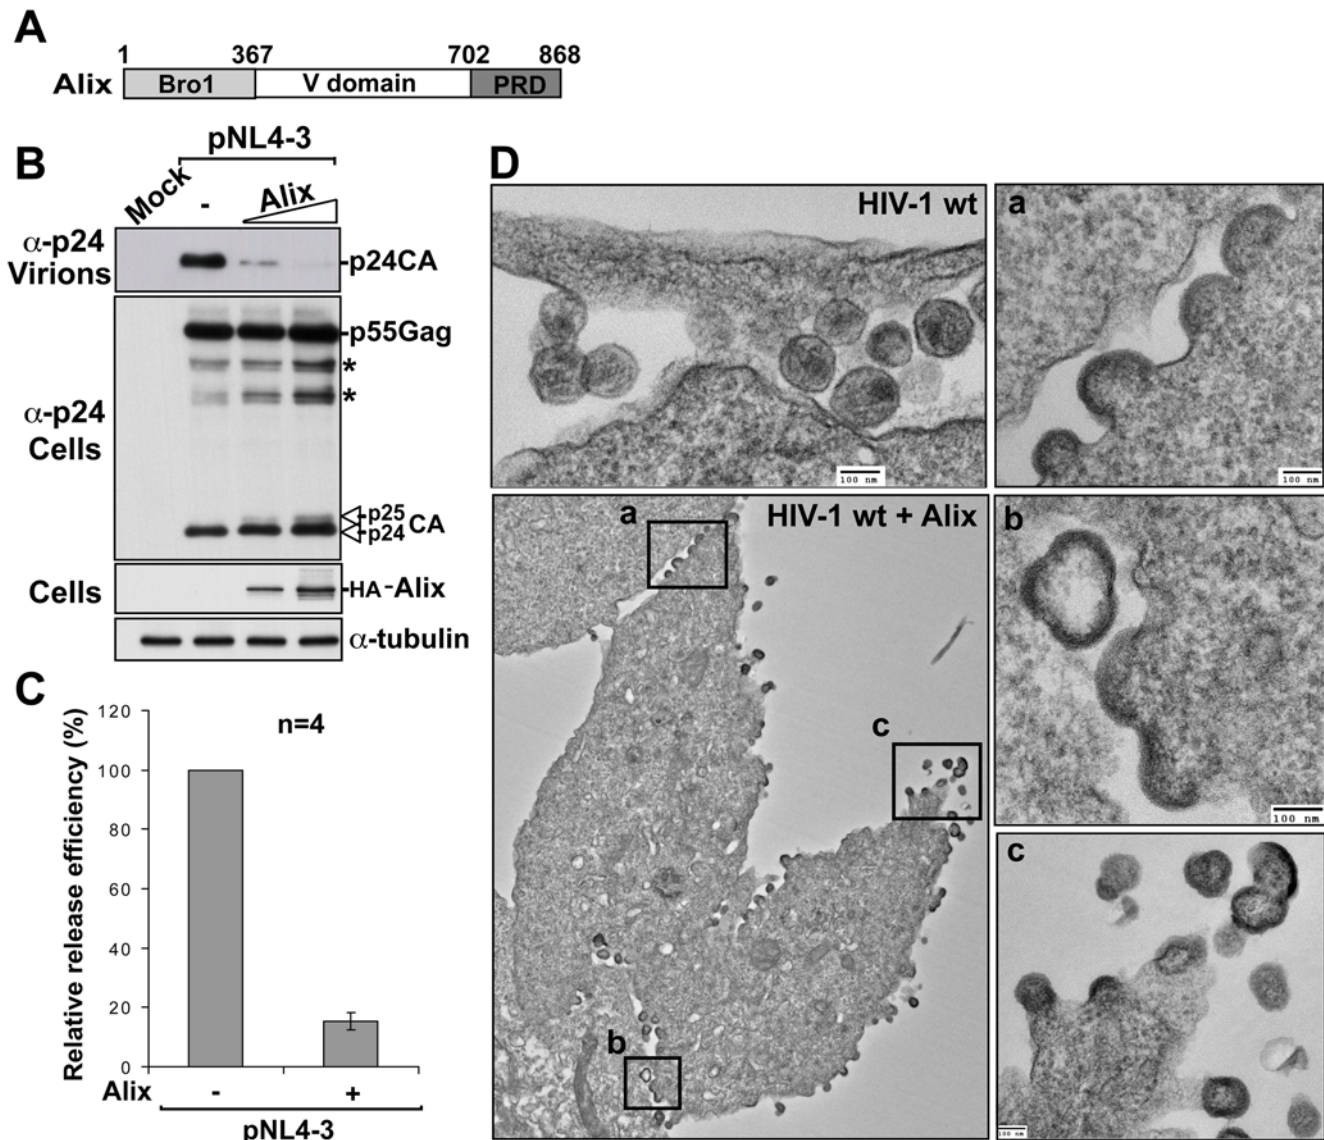 A
1 367 702 868
Alix Bro1 V domain PRD
B
pNL4-3
Mock - Alix
α-p24 Virions
p24CA
p55Gag
*
*
α-p24 Cells
p25
p24 CA
Cells
HA-Alix
α-tubulin
C
n=4
Relative release efficiency (%)
120
100
80
60
40
20
0
Alix - +
pNL4-3
D
HIV-1 wt
100 nm
a
100 nm
HIV-1 wt + Alix
a
b
c
b
100 nm
c
100 nm